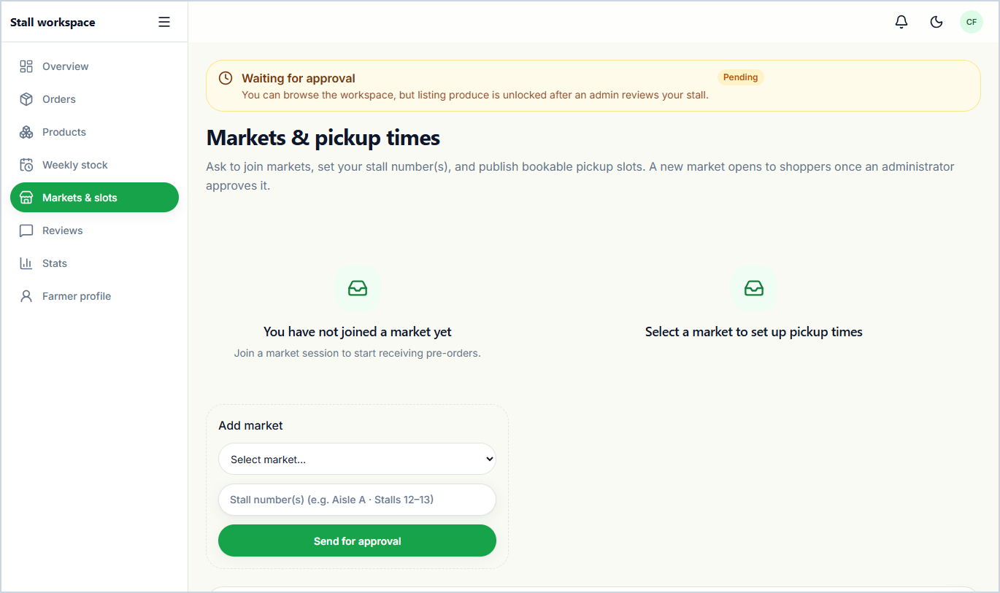 Stall workspace
CF
Overview
Orders
Products
Weekly stock
Markets & slots
Reviews
Stats
Farmer profile
Waiting for approval
Pending
You can browse the workspace, but listing produce is unlocked after an admin reviews your stall.
Markets & pickup times
Ask to join markets, set your stall number(s), and publish bookable pickup slots. A new market opens to shoppers once an administrator
approves it.
You have not joined a market yet
Join a market session to start receiving pre-orders.
Select a market to set up pickup times
Add market
Select market...
Stall number(s) (e.g. Aisle A · Stalls 12–13)
Send for approval